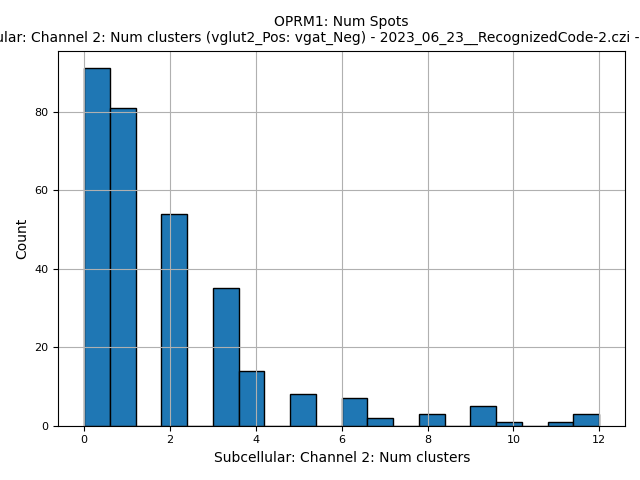 OPRM1: Num Spots
Channel 2: Num clusters (vglut2_Pos: vgat_Neg) - 2023_06_23__RecognizedCode-2.czi -
Count
80
60
40
20
0
0 2 4 6 8 10 12
Subcellular: Channel 2: Num clusters